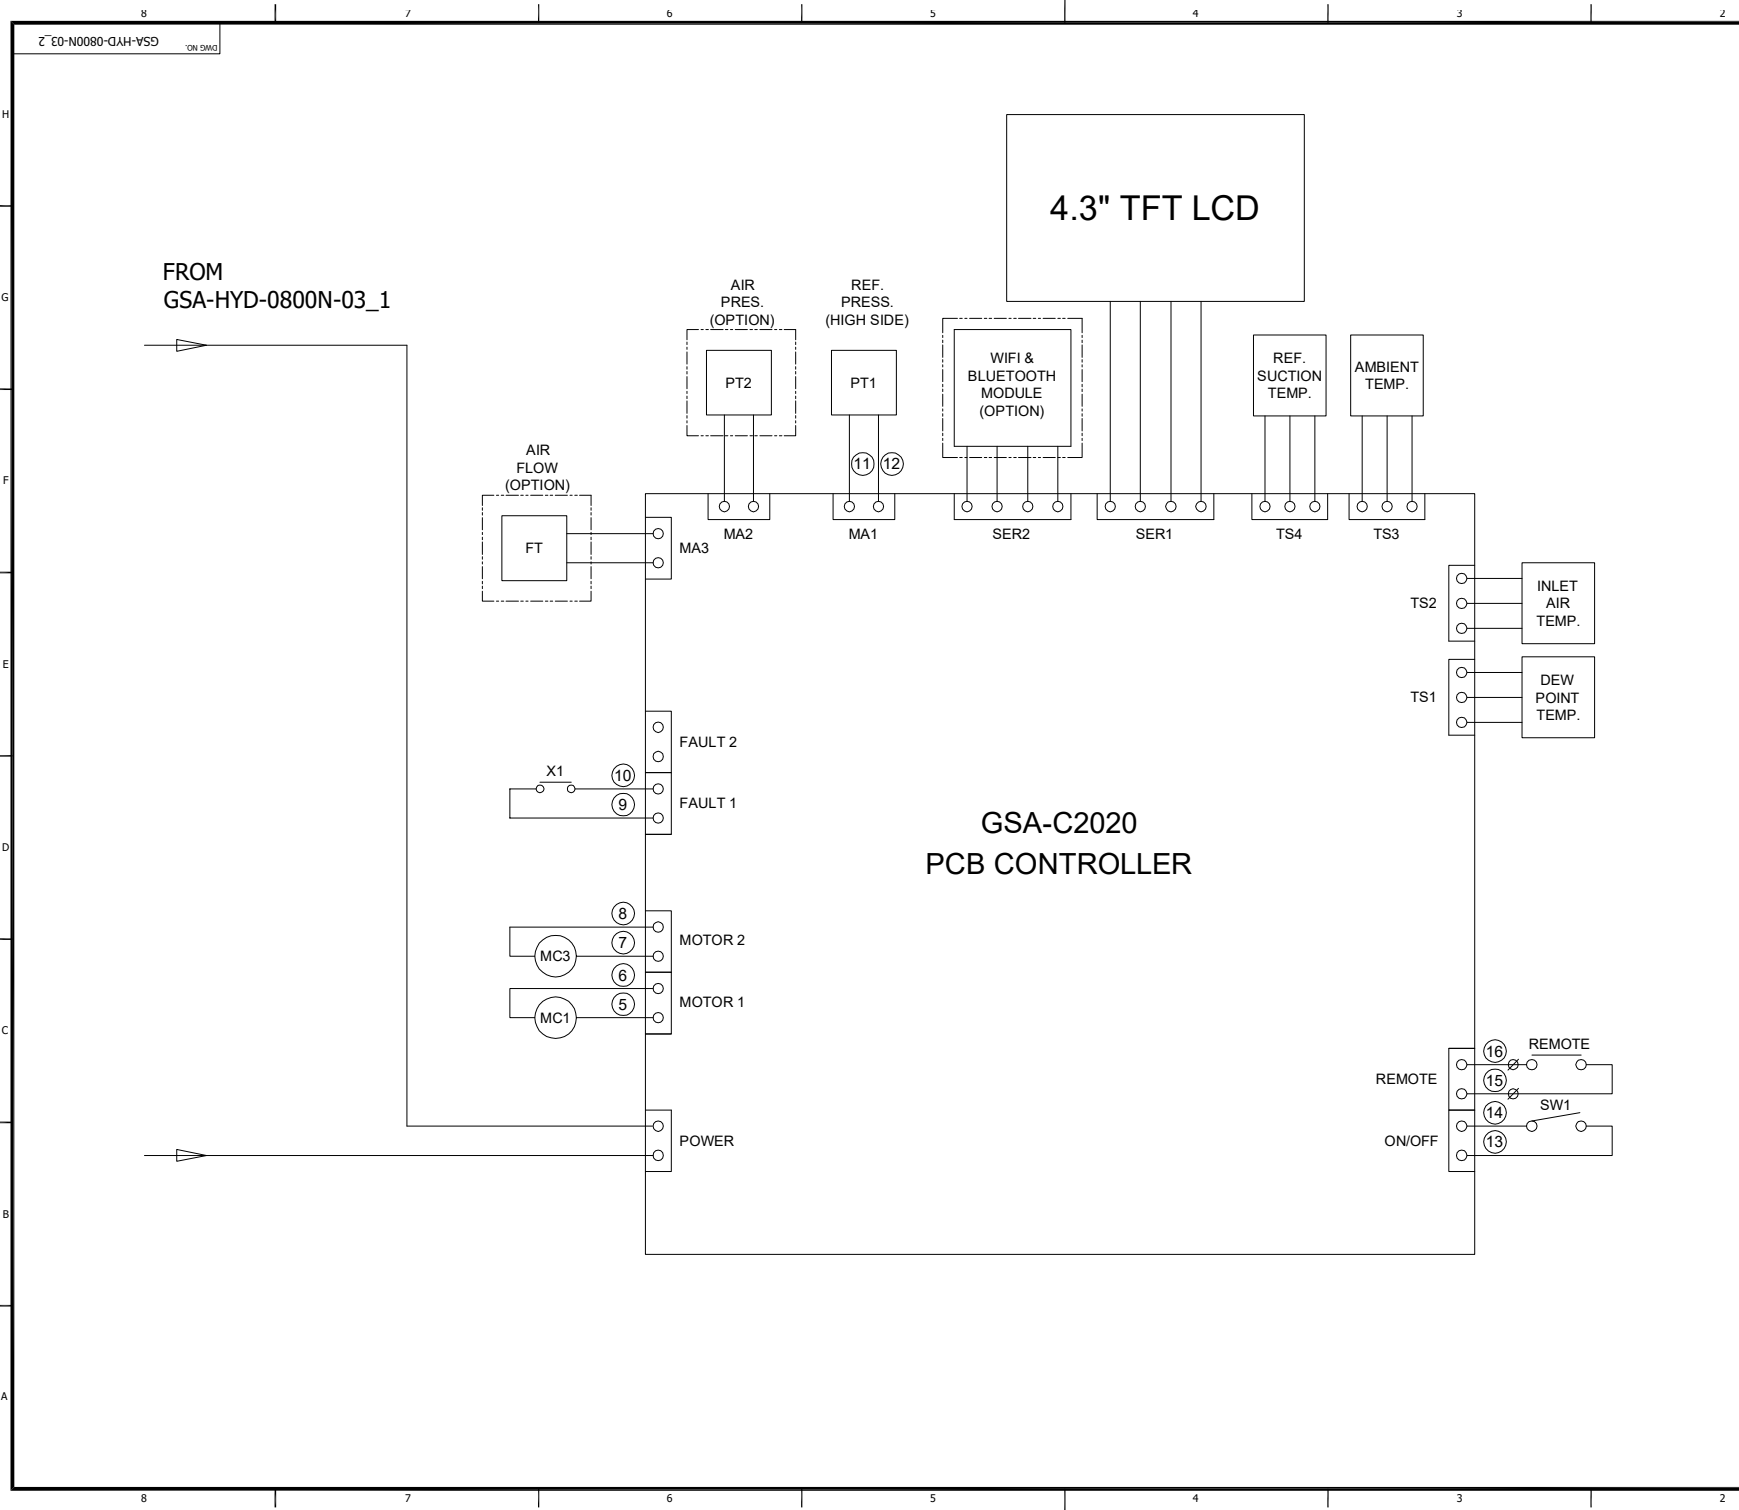 8 7 6 5 4 3 2
GSA-HYD-0800N-03_2
DWG NO.
H
G
F
E
D
C
B
A
4.3" TFT LCD
FROM
GSA-HYD-0800N-03_1
AIR
PRES.
(OPTION)
PT2
REF.
PRESS.
(HIGH SIDE)
PT1
11 12
WIFI &
BLUETOOTH
MODULE
(OPTION)
REF.
SUCTION
TEMP.
AMBIENT
TEMP.
AIR
FLOW
(OPTION)
FT
MA3
MA2
MA1
SER2
SER1
TS4
TS3
TS2
INLET
AIR
TEMP.
TS1
DEW
POINT
TEMP.
FAULT 2
X1
10
9
FAULT 1
GSA-C2020
PCB CONTROLLER
8
7
MC3
MOTOR 2
6
5
MC1
MOTOR 1
REMOTE
16
15
REMOTE
ON/OFF
14
13
SW1
POWER
8 7 6 5 4 3 2